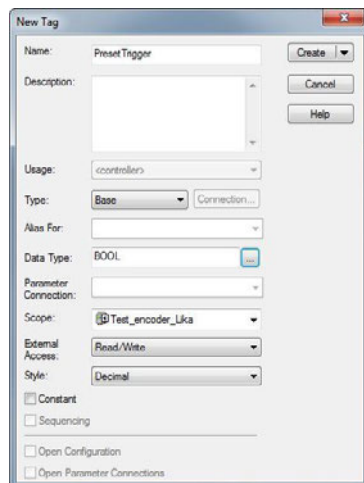 New Tag
Name: PresetTrigger Create
Description: Cancel
Help
Usage: <controller>
Type: Base Connection...
Alias For:
Data Type: BOOL ...
Parameter
Connection:
Scope: Test_encoder_Lika
External
Access: Read/Write
Style: Decimal
Constant
Sequencing
Open Configuration
Open Parameter Connections